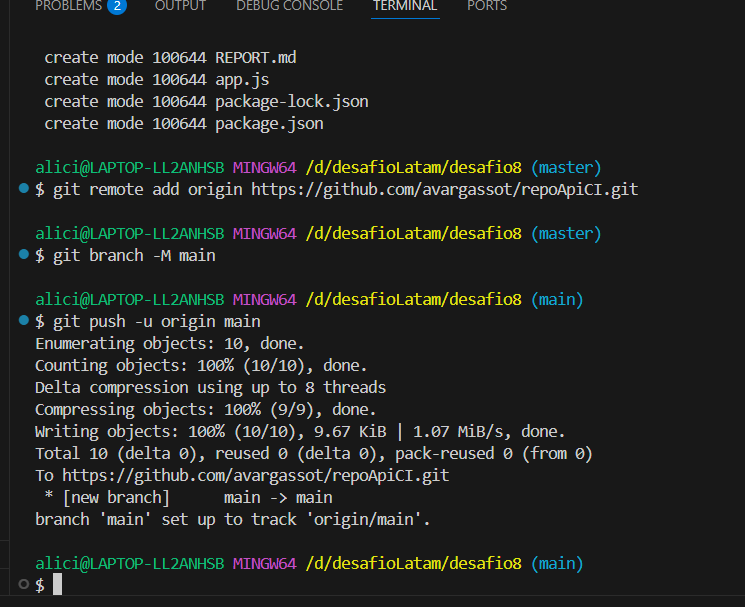 PROBLEMS 2 OUTPUT DEBUG CONSOLE TERMINAL PORTS
create mode 100644 REPORT.md
create mode 100644 app.js
create mode 100644 package-lock.json
create mode 100644 package.json
alici@LAPTOP-LL2ANHSB MINGW64 /d/desafioLatam/desafio8 (master)
$ git remote add origin https://github.com/avargassot/repoApiCI.git
alici@LAPTOP-LL2ANHSB MINGW64 /d/desafioLatam/desafio8 (master)
$ git branch -M main
alici@LAPTOP-LL2ANHSB MINGW64 /d/desafioLatam/desafio8 (main)
$ git push -u origin main
Enumerating objects: 10, done.
Counting objects: 100% (10/10), done.
Delta compression using up to 8 threads
Compressing objects: 100% (9/9), done.
Writing objects: 100% (10/10), 9.67 KiB | 1.07 MiB/s, done.
Total 10 (delta 0), reused 0 (delta 0), pack-reused 0 (from 0)
To https://github.com/avargassot/repoApiCI.git
 * [new branch]      main -> main
branch 'main' set up to track 'origin/main'.
alici@LAPTOP-LL2ANHSB MINGW64 /d/desafioLatam/desafio8 (main)
$